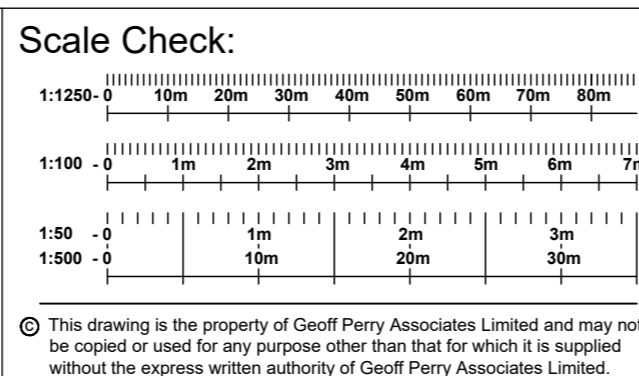 Scale Check:
1:1250- 0 10m 20m 30m 40m 50m 60m 70m 80m
1:100 - 0 1m 2m 3m 4m 5m 6m 7m
1:50 - 0 1m 2m 3m
1:500 - 0 10m 20m 30m
© This drawing is the property of Geoff Perry Associates Limited and may not
be copied or used for any purpose other than that for which it is supplied
without the express written authority of Geoff Perry Associates Limited.